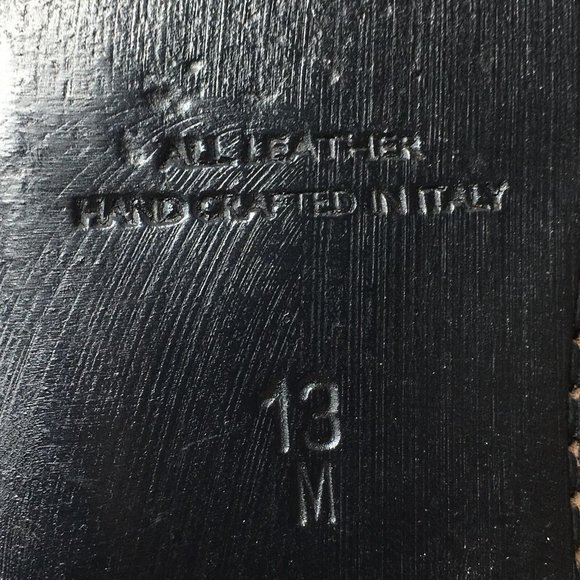 ALL LEATHER
HAND CRAFTED IN ITALY
13
M